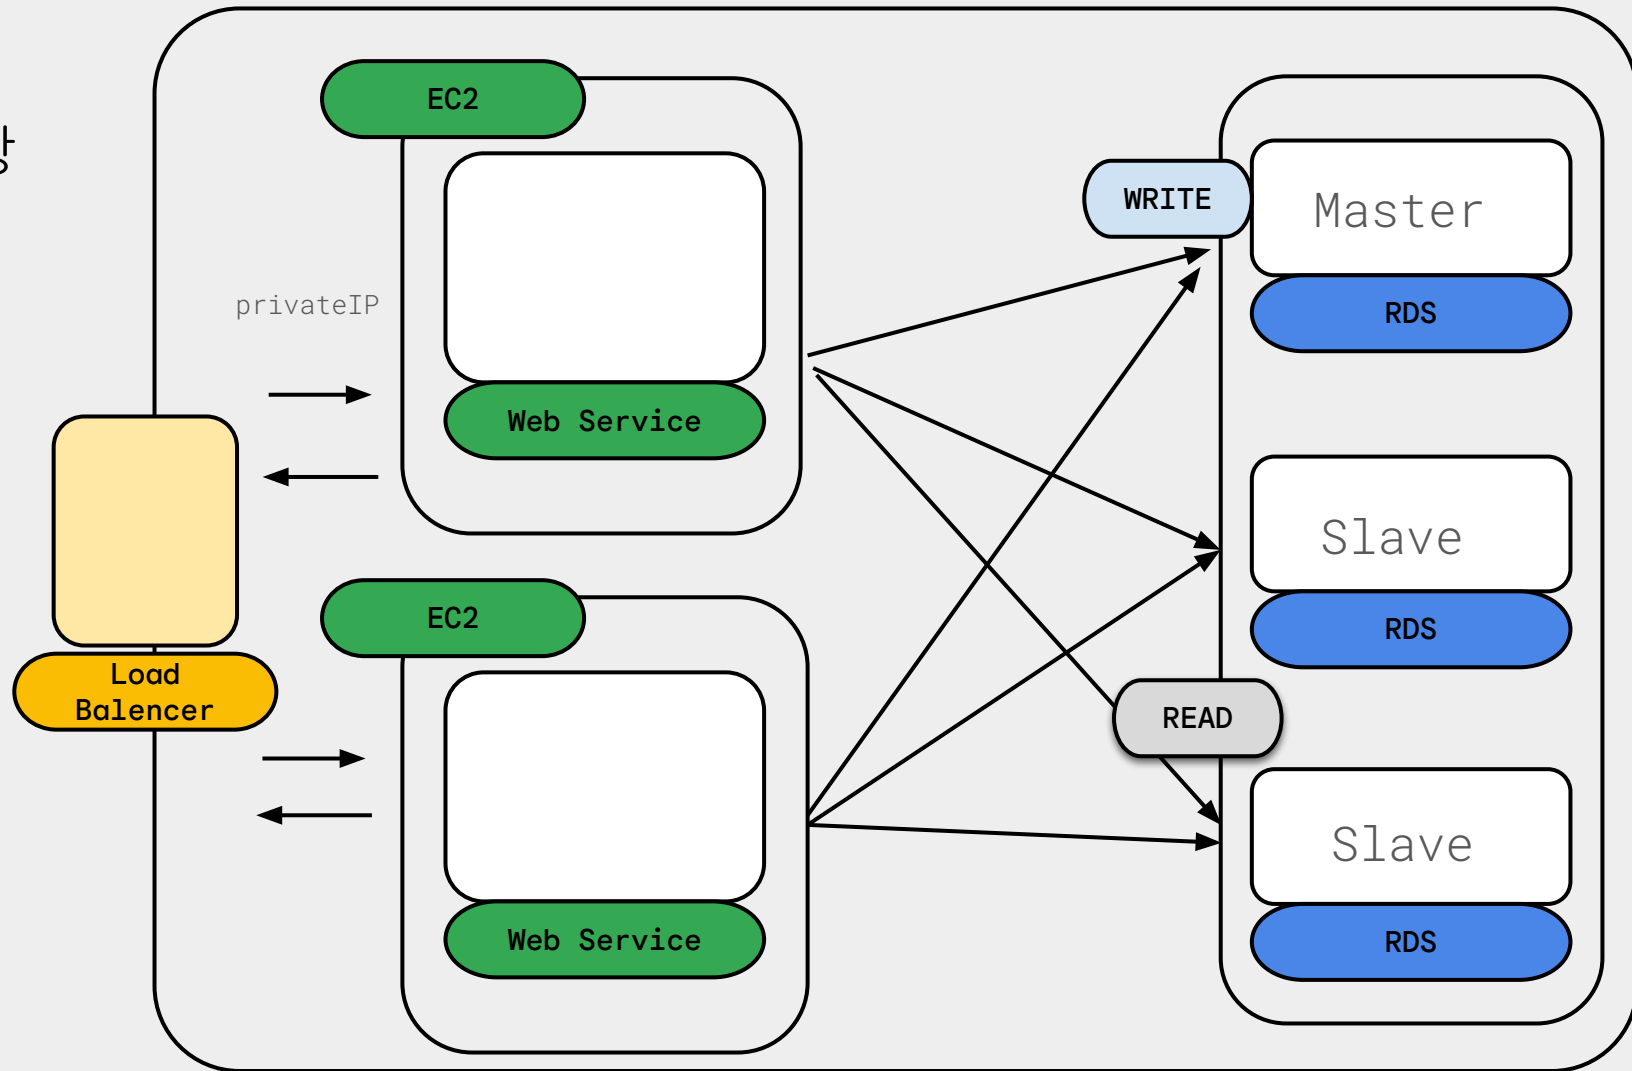 EC2
privateIP
Web Service
Load
Balencer
EC2
Web Service
WRITE
Master
RDS
Slave
RDS
READ
Slave
RDS